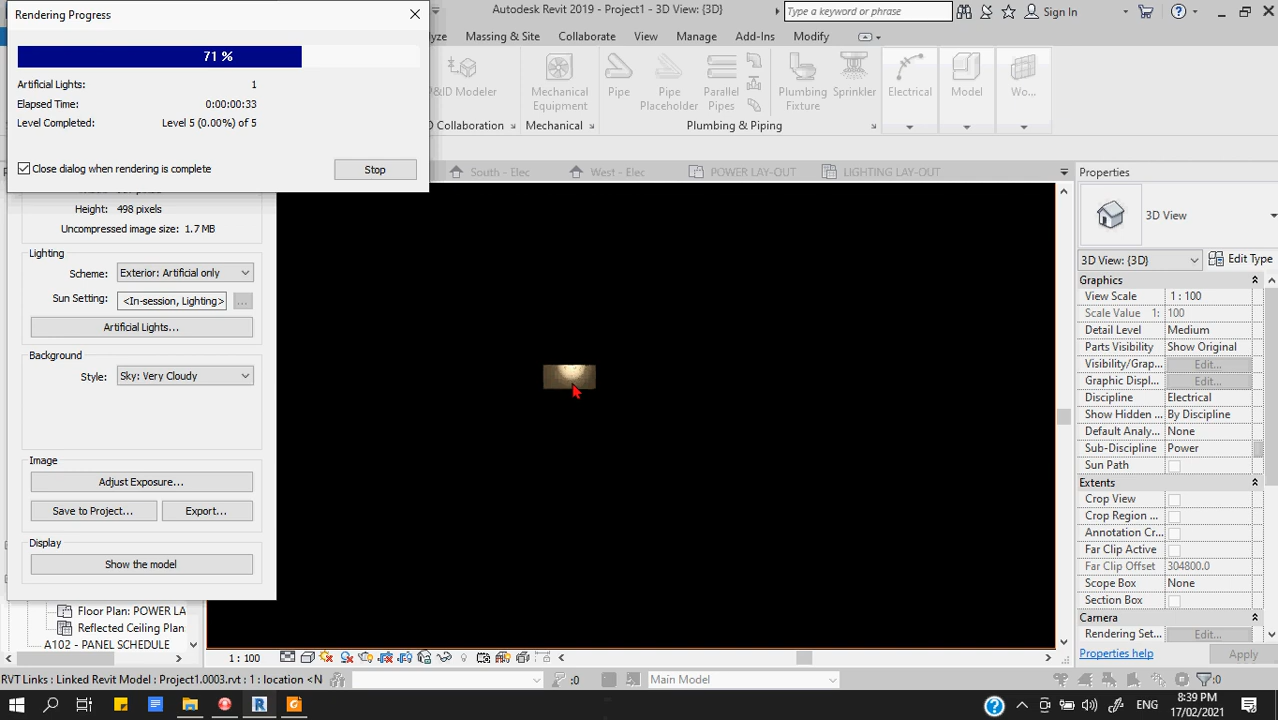 Rendering Progress
Autodesk Revit 2019 - Project1 - 3D View: {3D}
Type a keyword or phrase
Sign In
yze
Massing & Site
Collaborate
View
Manage
Add-Ins
Modify
71 %
Artificial Lights: 1
Elapsed Time: 0:00:00:33
Level Completed: Level 5 (0.00%) of 5
Close dialog when rendering is complete
Stop
P&ID Modeler
Mechanical Equipment
Pipe
Pipe Placeholder
Parallel Pipes
Plumbing Fixture
Sprinkler
Electrical
Model
Wo...
D Collaboration
Mechanical
Plumbing & Piping
South - Elec
West - Elec
POWER LAY-OUT
LIGHTING LAY-OUT
Properties
Height: 498 pixels
Uncompressed image size: 1.7 MB
Lighting
Scheme: Exterior: Artificial only
Sun Setting: <In-session, Lighting>
...
Artificial Lights...
Background
Style: Sky: Very Cloudy
Image
Adjust Exposure...
Save to Project...
Export...
Display
Show the model
Floor Plan: POWER LA
Reflected Ceiling Plan
A102 - PANEL SCHEDULE
3D View
3D View: {3D}
Edit Type
Graphics
View Scale 1 : 100
Scale Value 1: 100
Detail Level Medium
Parts Visibility Show Original
Visibility/Grap... Edit...
Graphic Displ... Edit...
Discipline Electrical
Show Hidden ... By Discipline
Default Analy... None
Sub-Discipline Power
Sun Path
Extents
Crop View
Crop Region ...
Annotation Cr...
Far Clip Active
Far Clip Offset 304800.0
Scope Box None
Section Box
Camera
Rendering Set... Edit...
Properties help
Apply
1 : 100
RVT Links : Linked Revit Model : Project1.0003.rvt : 1 : location <N
:0
Main Model
:0
ENG
8:39 PM
17/02/2021